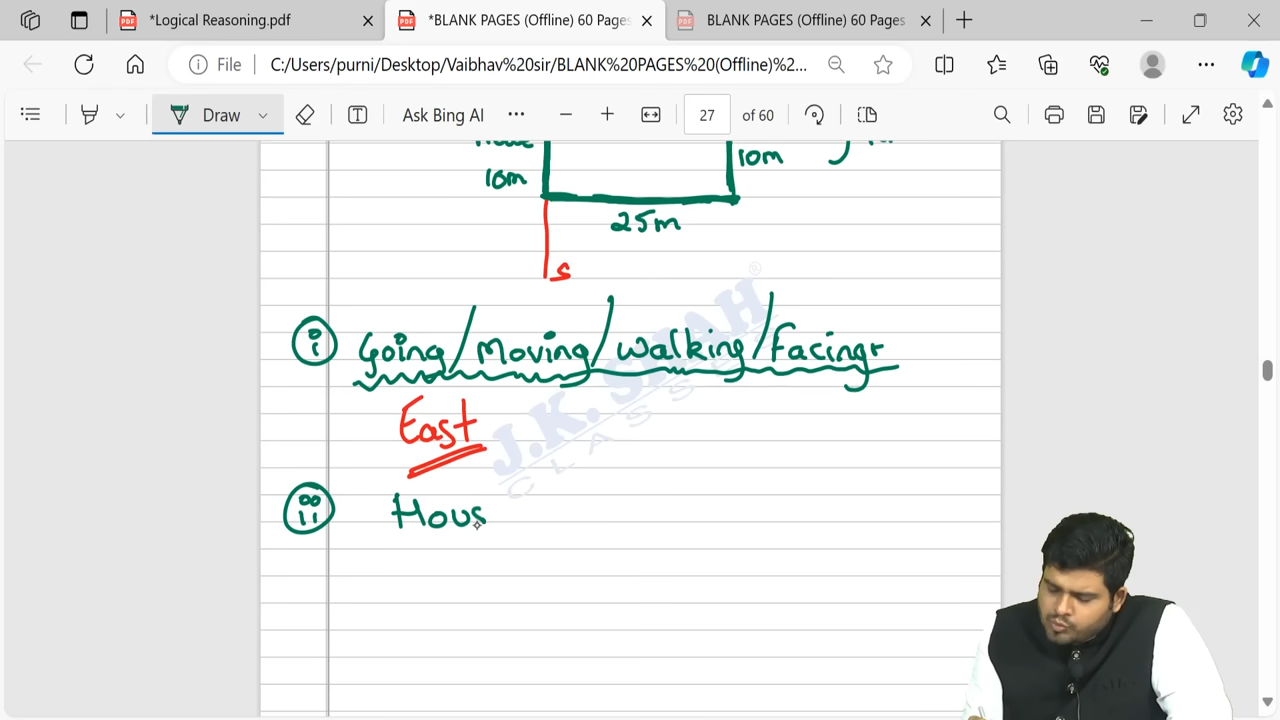 *Logical Reasoning.pdf
*BLANK PAGES (Offline) 60 Pages
BLANK PAGES (Offline) 60 Pages
File
C:/Users/purni/Desktop/Vaibhav%20sir/BLANK%20PAGES%20(Offline)%2...
Draw
Ask Bing AI
27
of 60
10m
10m
25m
S
J.K. SHAH ®
CLASSES
i Going/Moving/Walking/Facing
East
ii Hous